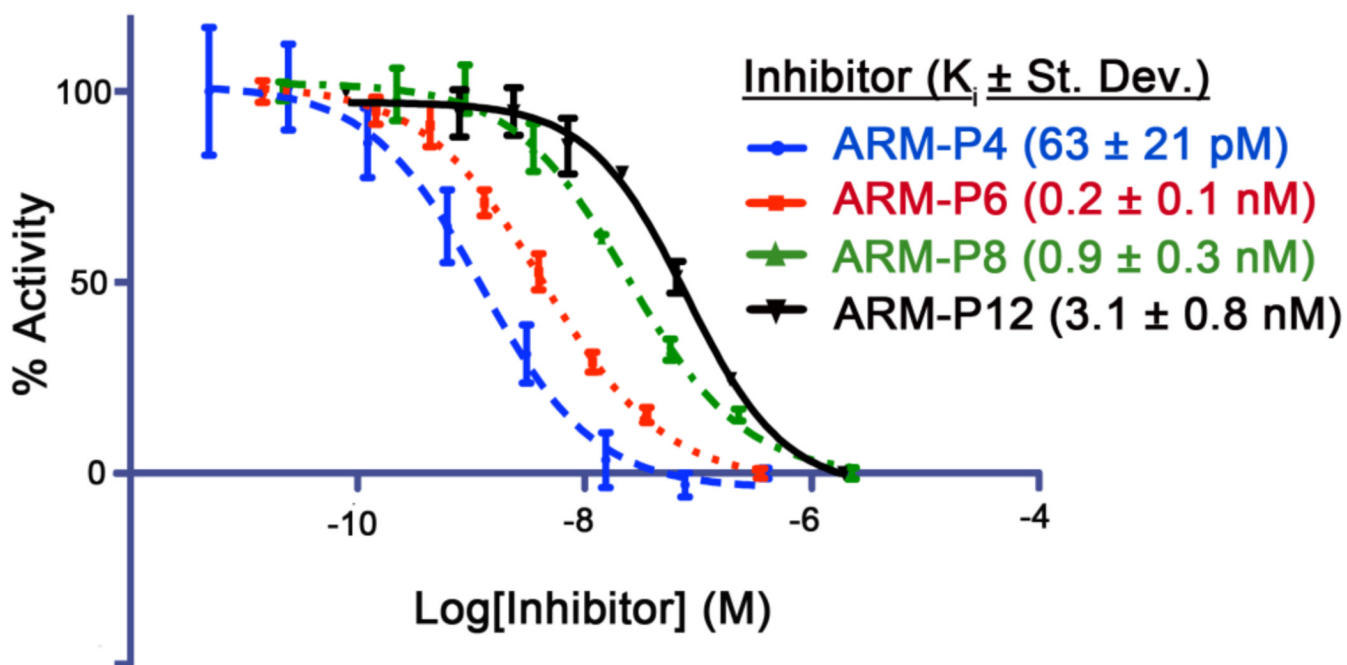 Inhibitor (Ki ± St. Dev.)
ARM-P4 (63 ± 21 pM)
ARM-P6 (0.2 ± 0.1 nM)
ARM-P8 (0.9 ± 0.3 nM)
ARM-P12 (3.1 ± 0.8 nM)
% Activity
100
50
0
-10
-8
-6
-4
Log[Inhibitor] (M)